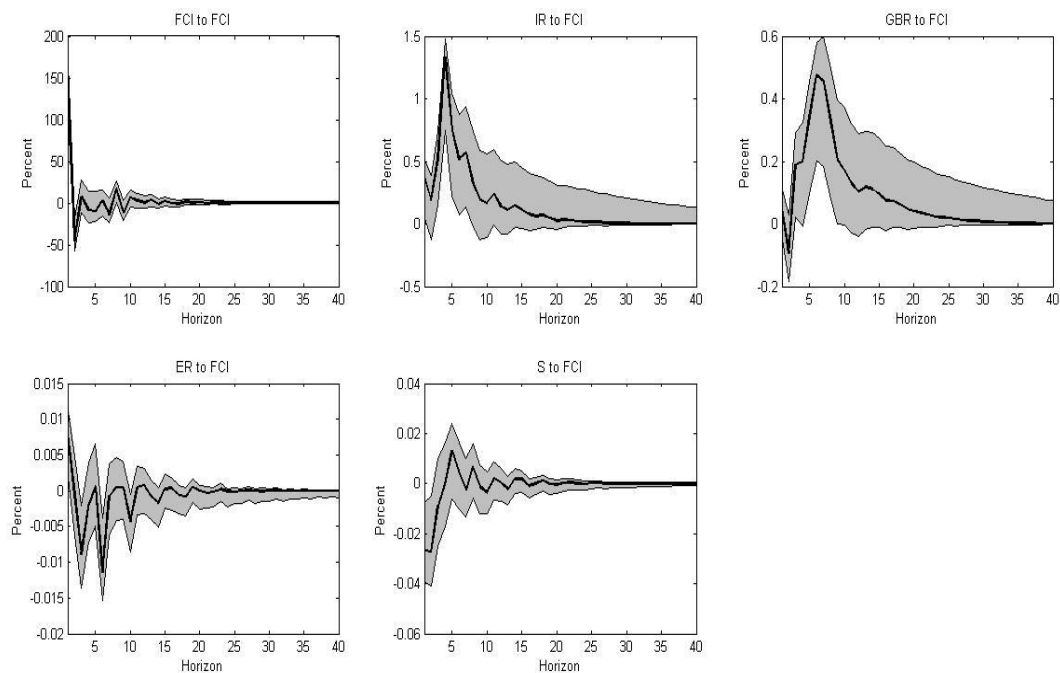 FCI to FCI
IR to FCI
GBR to FCI
200
150
100
50
0
-50
-100
Percent
5 10 15 20 25 30 35 40
Horizon
1.5
1
0.5
0
-0.5
Percent
5 10 15 20 25 30 35 40
Horizon
0.6
0.4
0.2
0
-0.2
Percent
5 10 15 20 25 30 35 40
Horizon
ER to FCI
S to FCI
0.015
0.01
0.005
0
-0.005
-0.01
-0.015
-0.02
Percent
5 10 15 20 25 30 35 40
Horizon
0.04
0.02
0
-0.02
-0.04
-0.06
Percent
5 10 15 20 25 30 35 40
Horizon